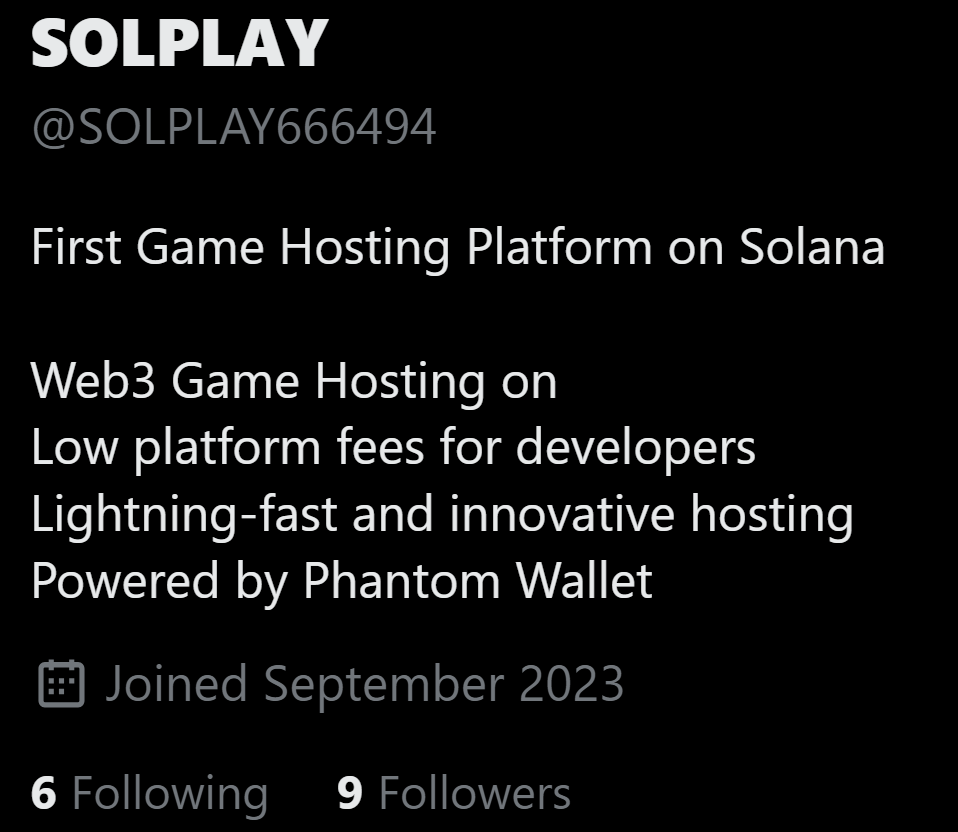 SOLPLAY
@SOLPLAY666494
First Game Hosting Platform on Solana
Web3 Game Hosting on
Low platform fees for developers
Lightning-fast and innovative hosting
Powered by Phantom Wallet
Joined September 2023
6 Following 9 Followers